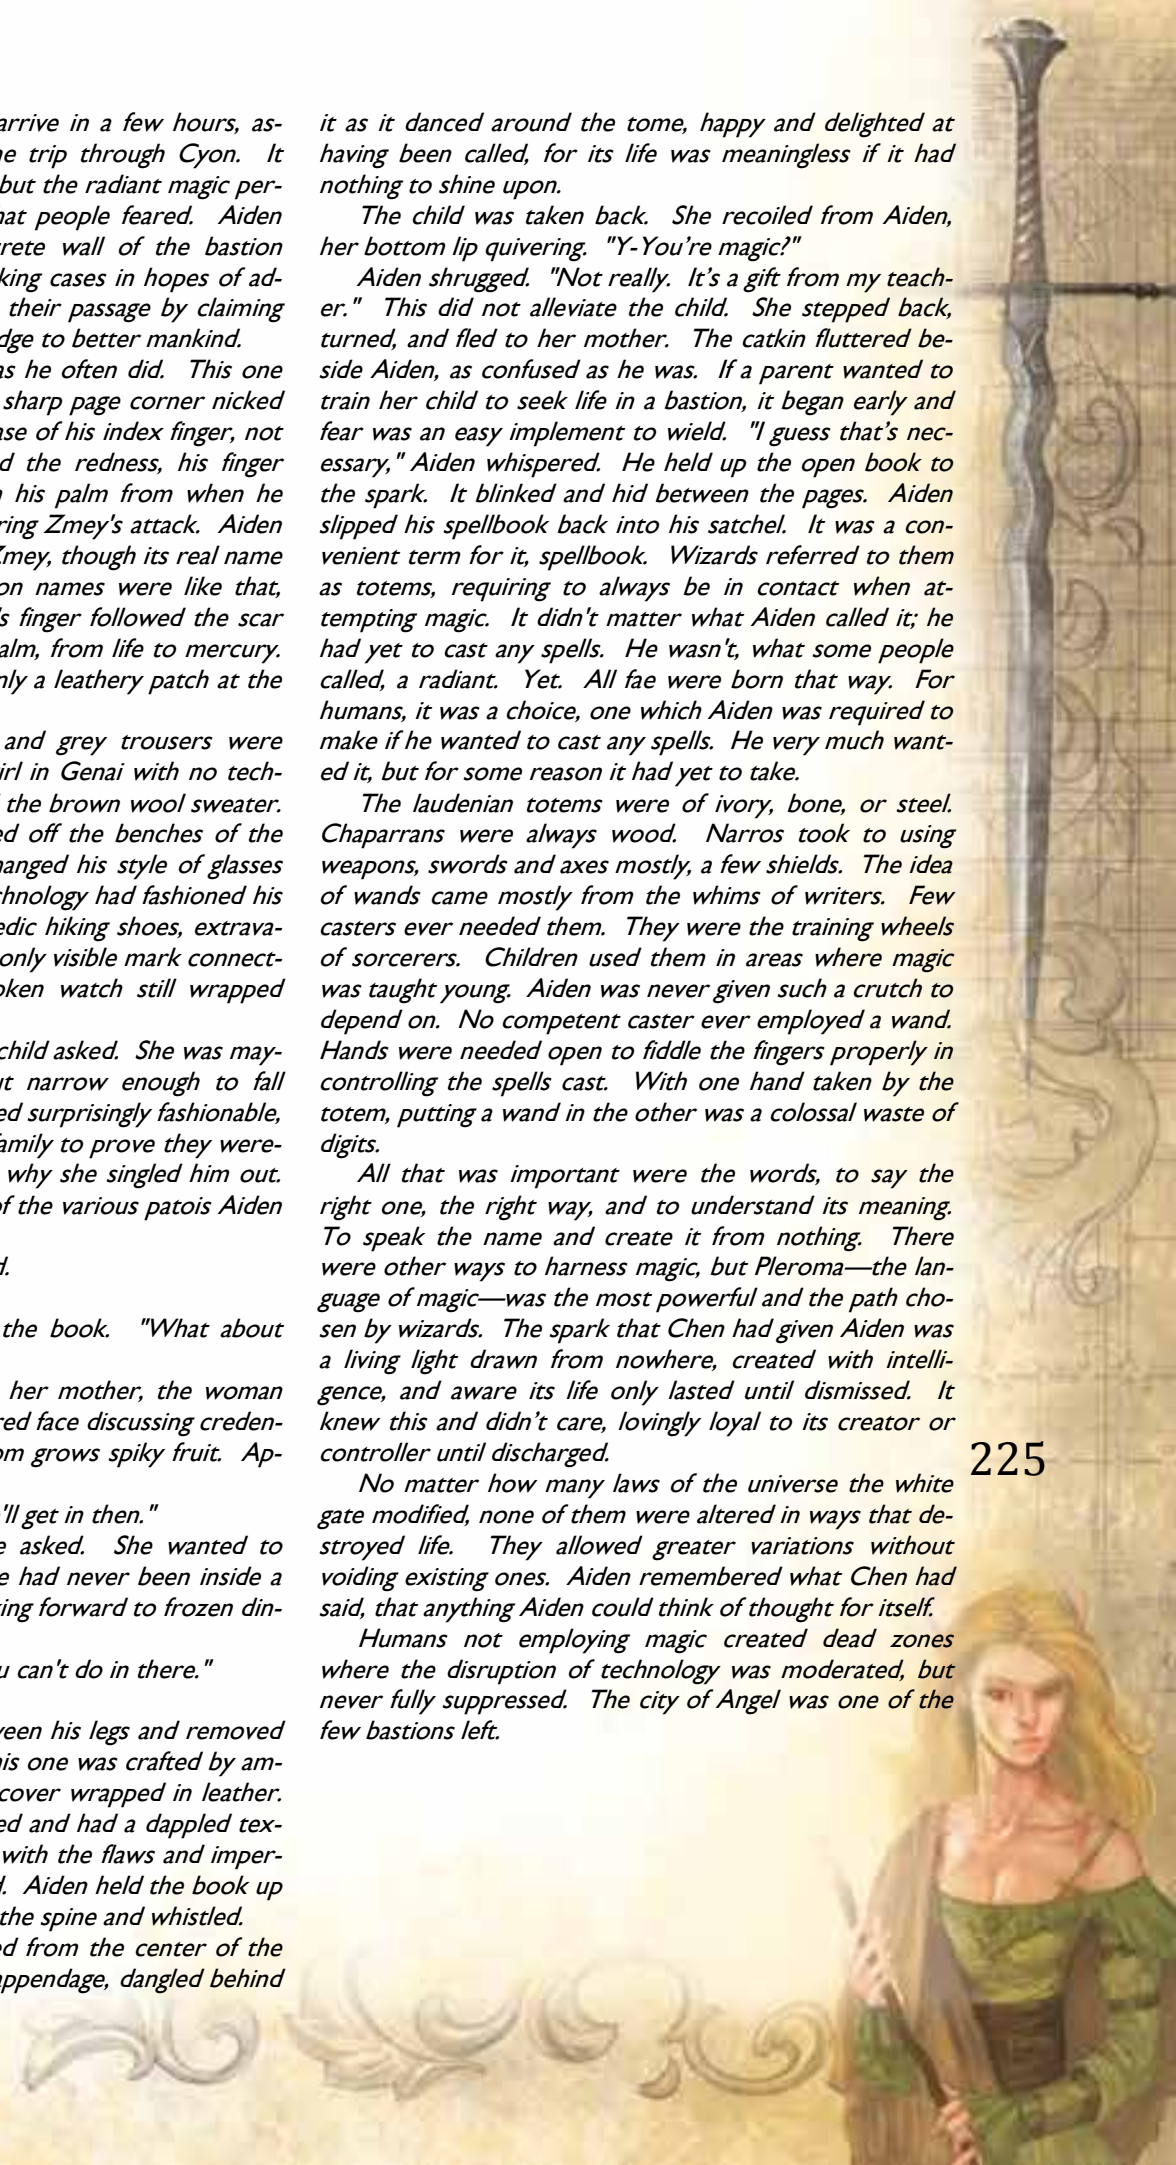 arrive in a few hours, as-
trip through Cyon. It
but the radiant magic per-
people feared. Aiden
wall of the bastion
cases in hopes of ad-
their passage by claiming
to better mankind.
as he often did. This one
sharp page corner nicked
of his index finger, not
the redness, his finger
his palm from when he
Zmey's attack. Aiden
Zmey, though its real name
names were like that,
finger followed the scar
from life to mercury.
a leathery patch at the
and grey trousers were
in Genai with no tech-
the brown wool sweater.
off the benches of the
his style of glasses
had fashioned his
hiking shoes, extrava-
only visible mark connect-
watch still wrapped
child asked. She was may-
narrow enough to fall
surprisingly fashionable,
family to prove they were-
why she singled him out.
of the various patois Aiden
the book. "What about
her mother, the woman
face discussing creden-
grows spiky fruit. Ap-
get in then."
asked. She wanted to
had never been inside a
forward to frozen din-
can't do in there."
his legs and removed
one was crafted by am-
cover wrapped in leather.
and had a dappled tex-
with the flaws and imper-
Aiden held the book up
the spine and whistled.
from the center of the
appendage, dangled behind
it as it danced around the tome, happy and delighted at
having been called, for its life was meaningless if it had
nothing to shine upon.
The child was taken back. She recoiled from Aiden,
her bottom lip quivering. "Y-You're magic?"
Aiden shrugged. "Not really. It's a gift from my teach-
er." This did not alleviate the child. She stepped back,
turned, and fled to her mother. The catkin fluttered be-
side Aiden, as confused as he was. If a parent wanted to
train her child to seek life in a bastion, it began early and
fear was an easy implement to wield. "I guess that's nec-
essary," Aiden whispered. He held up the open book to
the spark. It blinked and hid between the pages. Aiden
slipped his spellbook back into his satchel. It was a con-
venient term for it, spellbook. Wizards referred to them
as totems, requiring to always be in contact when at-
tempting magic. It didn't matter what Aiden called it; he
had yet to cast any spells. He wasn't, what some people
called, a radiant. Yet. All fae were born that way. For
humans, it was a choice, one which Aiden was required to
make if he wanted to cast any spells. He very much want-
ed it, but for some reason it had yet to take.
The laudenian totems were of ivory, bone, or steel.
Chaparrans were always wood. Narros took to using
weapons, swords and axes mostly, a few shields. The idea
of wands came mostly from the whims of writers. Few
casters ever needed them. They were the training wheels
of sorcerers. Children used them in areas where magic
was taught young. Aiden was never given such a crutch to
depend on. No competent caster ever employed a wand.
Hands were needed open to fiddle the fingers properly in
controlling the spells cast. With one hand taken by the
totem, putting a wand in the other was a colossal waste of
digits.
All that was important were the words, to say the
right one, the right way, and to understand its meaning.
To speak the name and create it from nothing. There
were other ways to harness magic, but Pleroma—the lan-
guage of magic—was the most powerful and the path cho-
sen by wizards. The spark that Chen had given Aiden was
a living light drawn from nowhere, created with intelli-
gence, and aware its life only lasted until dismissed. It
knew this and didn't care, lovingly loyal to its creator or
controller until discharged.
No matter how many laws of the universe the white
gate modified, none of them were altered in ways that de-
stroyed life. They allowed greater variations without
voiding existing ones. Aiden remembered what Chen had
said, that anything Aiden could think of thought for itself.
Humans not employing magic created dead zones
where the disruption of technology was moderated, but
never fully suppressed. The city of Angel was one of the
few bastions left.
225